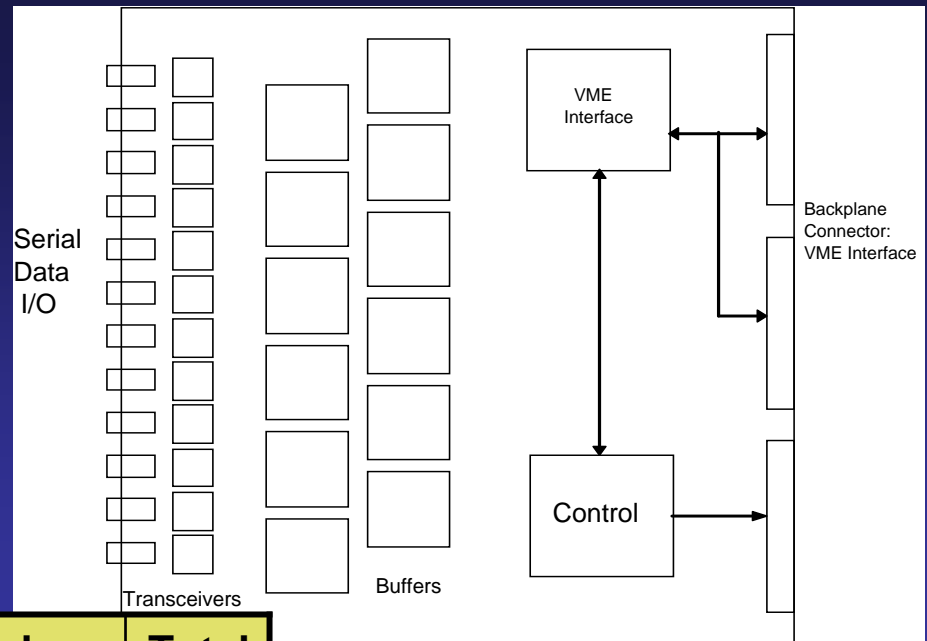 VME
Interface
Serial
Data
I/O
Backplane
Connector:
VME Interface
Control
Buffers
Transceivers
Total